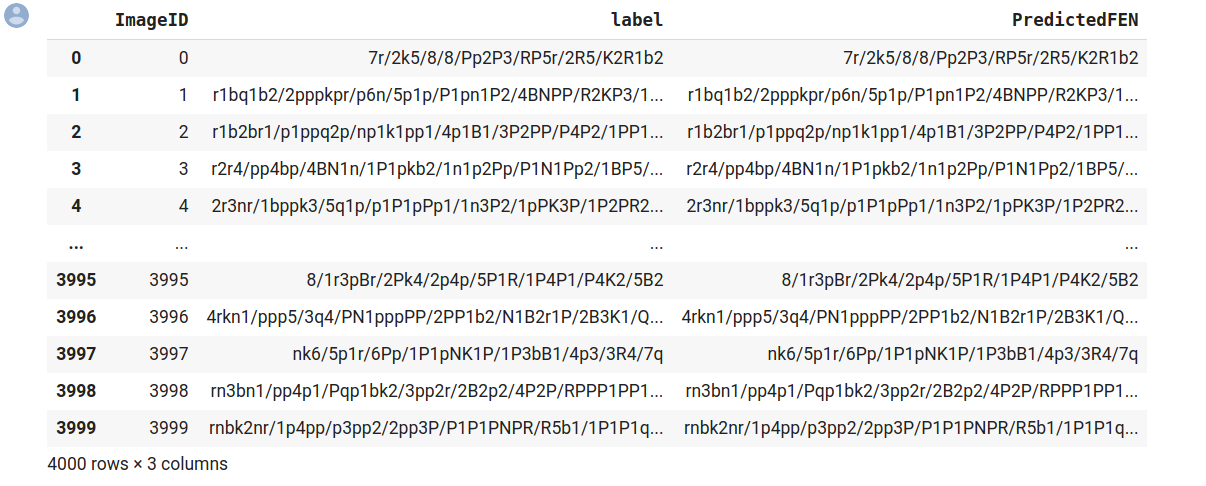 ImageID label PredictedFEN
0 0 7r/2k5/8/8/Pp2P3/RP5r/2R5/K2R1b2 7r/2k5/8/8/Pp2P3/RP5r/2R5/K2R1b2
1 1 r1bq1b2/2pppkpr/p6n/5p1p/P1pn1P2/4BNPP/R2KP3/1... r1bq1b2/2pppkpr/p6n/5p1p/P1pn1P2/4BNPP/R2KP3/1...
2 2 r1b2br1/p1ppq2p/np1k1pp1/4p1B1/3P2PP/P4P2/1PP1... r1b2br1/p1ppq2p/np1k1pp1/4p1B1/3P2PP/P4P2/1PP1...
3 3 r2r4/pp4bp/4BN1n/1P1pkb2/1n1p2Pp/P1N1Pp2/1BP5/... r2r4/pp4bp/4BN1n/1P1pkb2/1n1p2Pp/P1N1Pp2/1BP5/...
4 4 2r3nr/1bppk3/5q1p/p1P1pPp1/1n3P2/1pPK3P/1P2PR2... 2r3nr/1bppk3/5q1p/p1P1pPp1/1n3P2/1pPK3P/1P2PR2...
... ... ... ...
3995 3995 8/1r3pBr/2Pk4/2p4p/5P1R/1P4P1/P4K2/5B2 8/1r3pBr/2Pk4/2p4p/5P1R/1P4P1/P4K2/5B2
3996 3996 4rkn1/ppp5/3q4/PN1pppPP/2PP1b2/N1B2r1P/2B3K1/Q... 4rkn1/ppp5/3q4/PN1pppPP/2PP1b2/N1B2r1P/2B3K1/Q...
3997 3997 nk6/5p1r/6Pp/1P1pNK1P/1P3bB1/4p3/3R4/7q nk6/5p1r/6Pp/1P1pNK1P/1P3bB1/4p3/3R4/7q
3998 3998 rn3bn1/pp4p1/Pqp1bk2/3pp2r/2B2p2/4P2P/RPPP1PP1... rn3bn1/pp4p1/Pqp1bk2/3pp2r/2B2p2/4P2P/RPPP1PP1...
3999 3999 rnbk2nr/1p4pp/p3pp2/2pp3P/P1P1PNPR/R5b1/1P1P1q... rnbk2nr/1p4pp/p3pp2/2pp3P/P1P1PNPR/R5b1/1P1P1q...
4000 rows × 3 columns